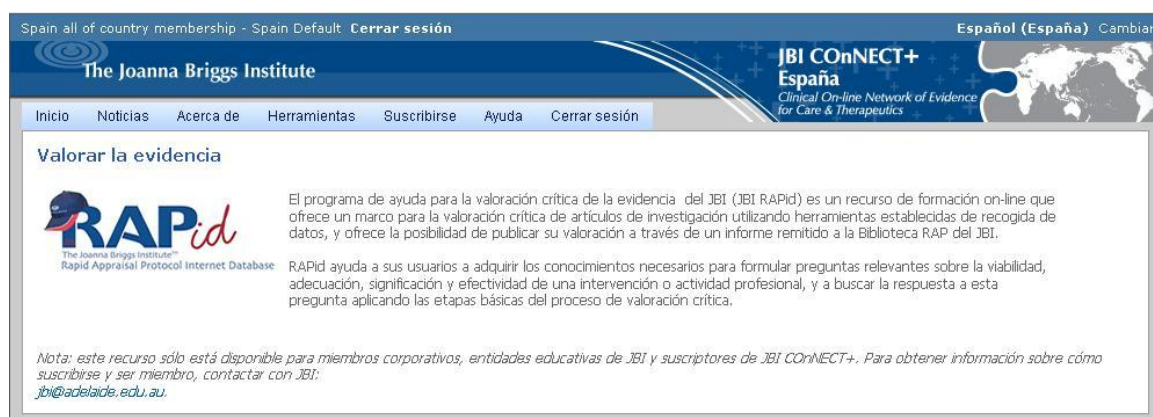 Spain all of country membership - Spain Default Cerrar sesión
Español (España) Cambiar
The Joanna Briggs Institute
JBI COnNECT+
España
Clinical On-line Network of Evidence
for Care & Therapeutics
Inicio Noticias Acerca de Herramientas Suscribirse Ayuda Cerrar sesión
Valorar la evidencia
RAPid
The Joanna Briggs Institute™
Rapid Appraisal Protocol Internet Database
El programa de ayuda para la valoración crítica de la evidencia del JBI (JBI RAPid) es un recurso de formación on-line que
ofrece un marco para la valoración crítica de artículos de investigación utilizando herramientas establecidas de recogida de
datos, y ofrece la posibilidad de publicar su valoración a través de un informe remitido a la Biblioteca RAP del JBI.
RAPid ayuda a sus usuarios a adquirir los conocimientos necesarios para formular preguntas relevantes sobre la viabilidad,
adecuación, significación y efectividad de una intervención o actividad profesional, y a buscar la respuesta a esta
pregunta aplicando las etapas básicas del proceso de valoración crítica.
Nota: este recurso sólo está disponible para miembros corporativos, entidades educativas de JBI y suscriptores de JBI COnNECT+. Para obtener información sobre cómo
suscribirse y ser miembro, contactar con JBI:
jbi@adelaide.edu.au.